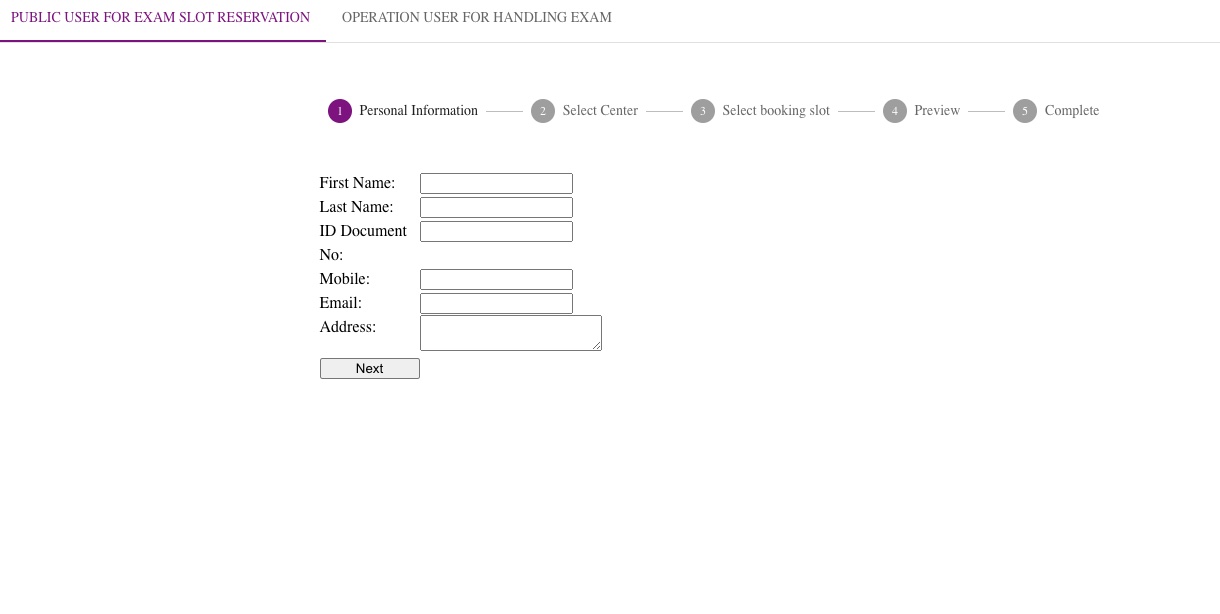 PUBLIC USER FOR EXAM SLOT RESERVATION OPERATION USER FOR HANDLING EXAM
1 Personal Information 2 Select Center 3 Select booking slot 4 Preview 5 Complete
First Name:
Last Name:
ID Document
No:
Mobile:
Email:
Address:
Next